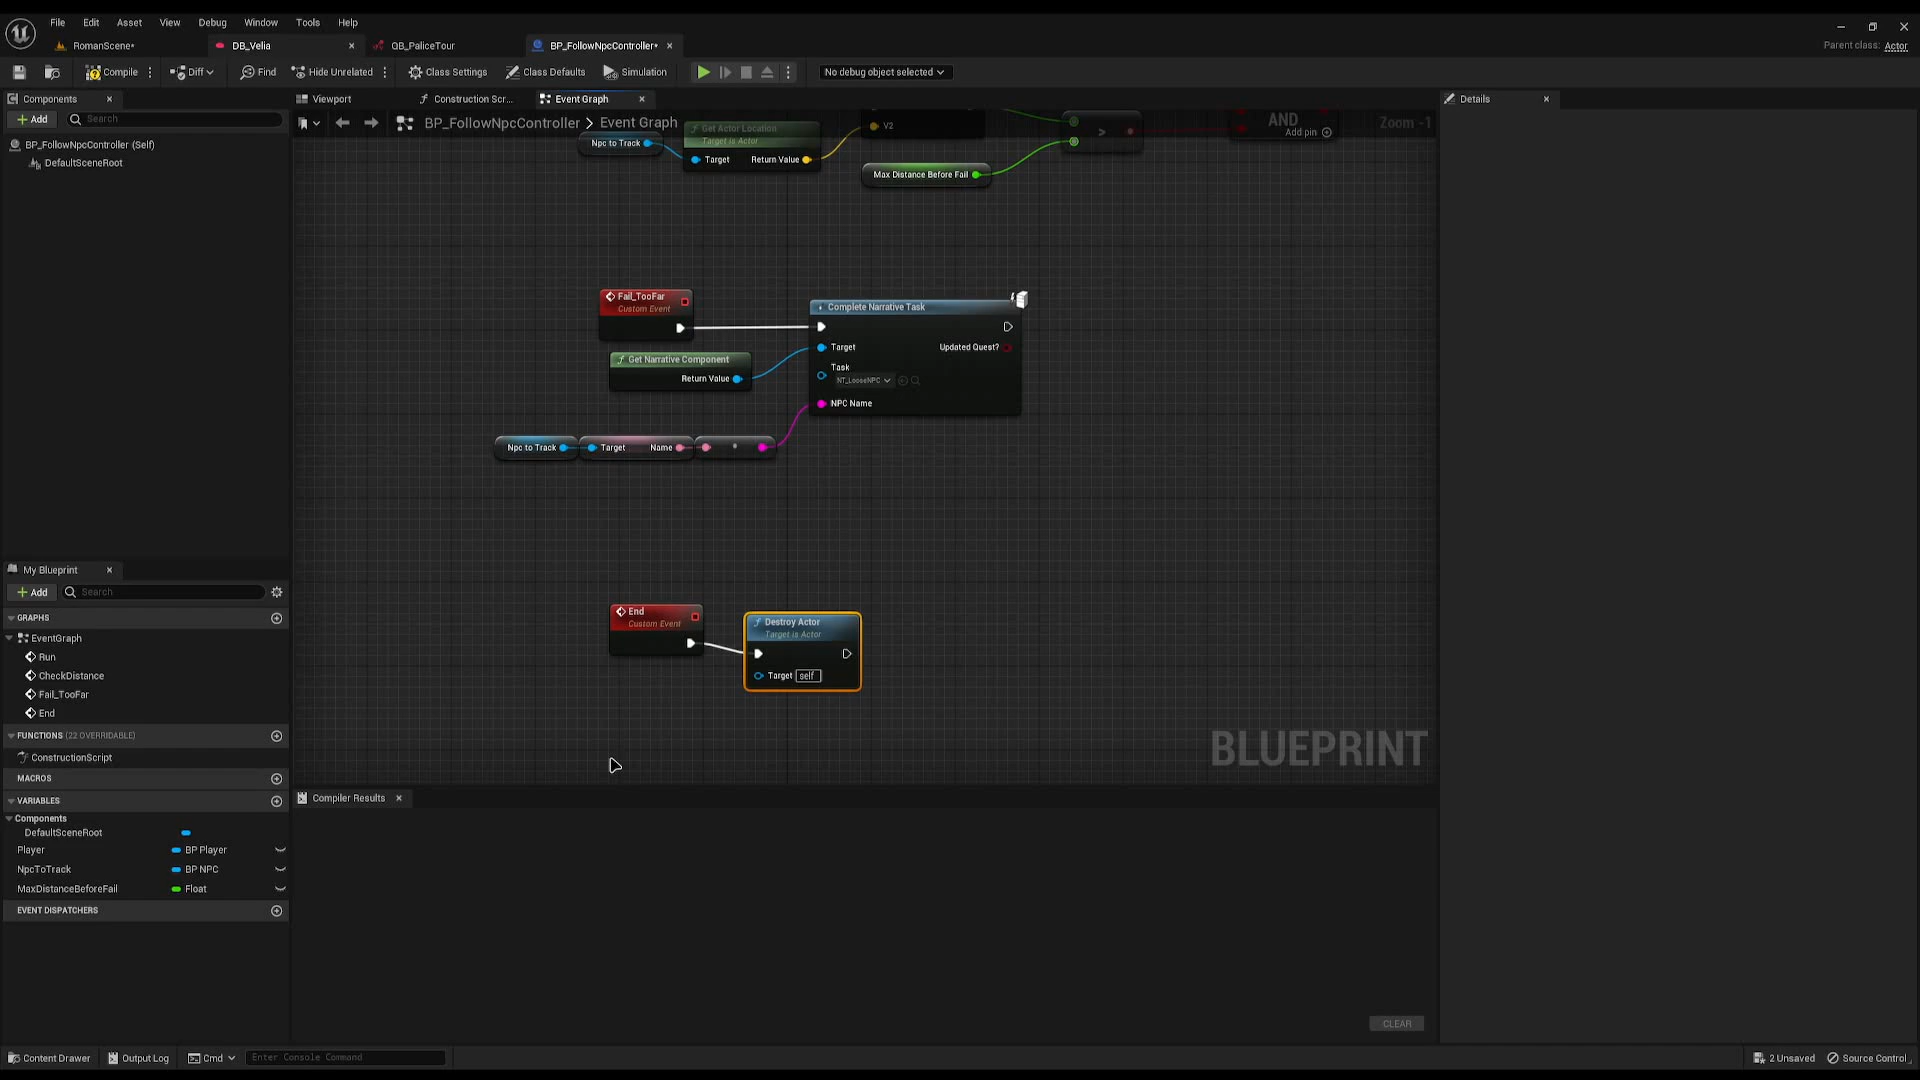 File Edit Asset View Debug Window Tools Help
RomanScene* DB_Velia QB_PaliceTour BP_FollowNpcController*
Parent class: Actor
Compile Diff Find Hide Unrelated Class Settings Class Defaults Simulation No debug object selected
Components Viewport Construction Scr... Event Graph Details
Add Search
BP_FollowNpcController > Event Graph
Zoom -1
BP_FollowNpcController (Self)
DefaultSceneRoot
Npc to Track
Get Actor Location
Target is Actor
Target Return Value
V2
Max Distance Before Fail
>
AND
Add pin
Fail_TooFar
Custom Event
Complete Narrative Task
Target Updated Quest?
Task
NT_LooseNPC
NPC Name
Get Narrative Component
Return Value
Npc to Track Target Name
End
Custom Event
Destroy Actor
Target is Actor
Target self
BLUEPRINT
My Blueprint
Add Search
GRAPHS
EventGraph
Run
CheckDistance
Fail_TooFar
End
FUNCTIONS (22 OVERRIDABLE)
ConstructionScript
MACROS
VARIABLES
Components
DefaultSceneRoot
Player BP Player
NpcToTrack BP NPC
MaxDistanceBeforeFail Float
EVENT DISPATCHERS
Compiler Results
CLEAR
Content Drawer Output Log Cmd Enter Console Command 2 Unsaved Source Control